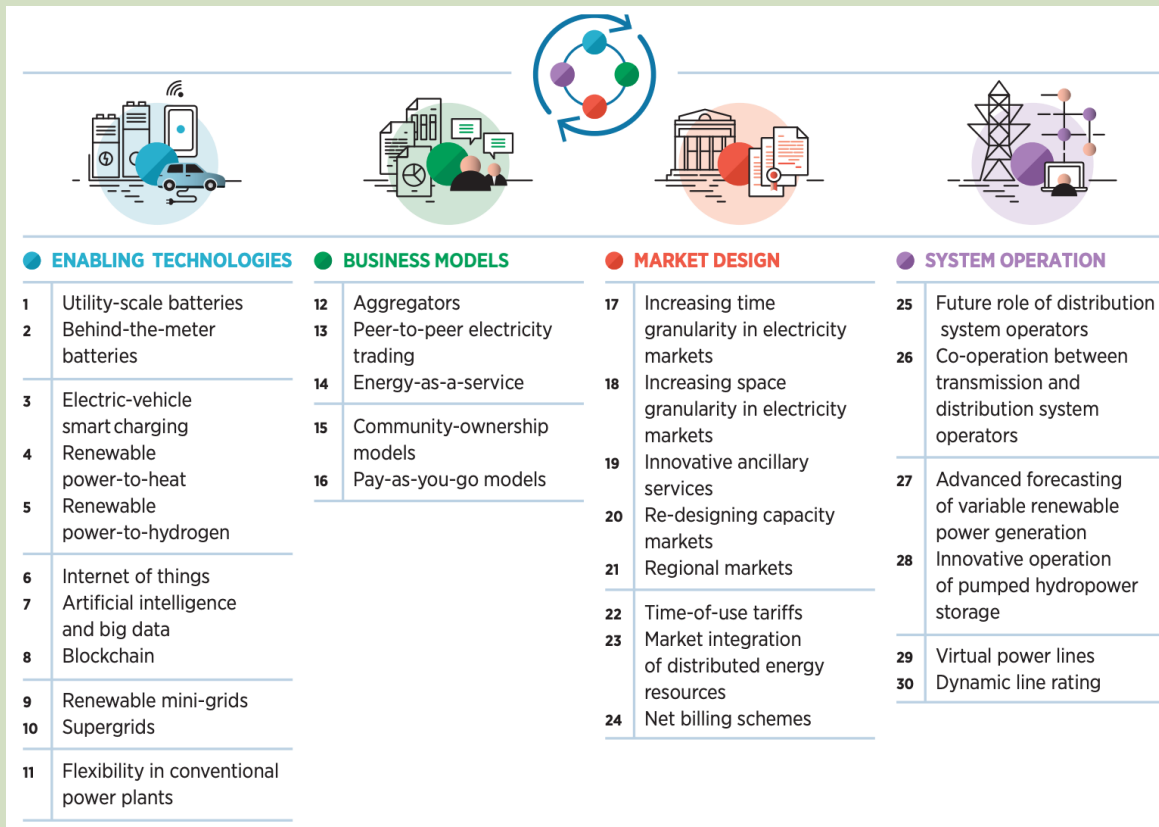 ENABLING TECHNOLOGIES
1 Utility-scale batteries
2 Behind-the-meter
batteries
3 Electric-vehicle
smart charging
4 Renewable
power-to-heat
5 Renewable
power-to-hydrogen
6 Internet of things
7 Artificial intelligence
and big data
8 Blockchain
9 Renewable mini-grids
10 Supergrids
11 Flexibility in conventional
power plants
BUSINESS MODELS
12 Aggregators
13 Peer-to-peer electricity
trading
14 Energy-as-a-service
15 Community-ownership
models
16 Pay-as-you-go models
MARKET DESIGN
17 Increasing time
granularity in electricity
markets
18 Increasing space
granularity in electricity
markets
19 Innovative ancillary
services
20 Re-designing capacity
markets
21 Regional markets
22 Time-of-use tariffs
23 Market integration
of distributed energy
resources
24 Net billing schemes
SYSTEM OPERATION
25 Future role of distribution
system operators
26 Co-operation between
transmission and
distribution system
operators
27 Advanced forecasting
of variable renewable
power generation
28 Innovative operation
of pumped hydropower
storage
29 Virtual power lines
30 Dynamic line rating